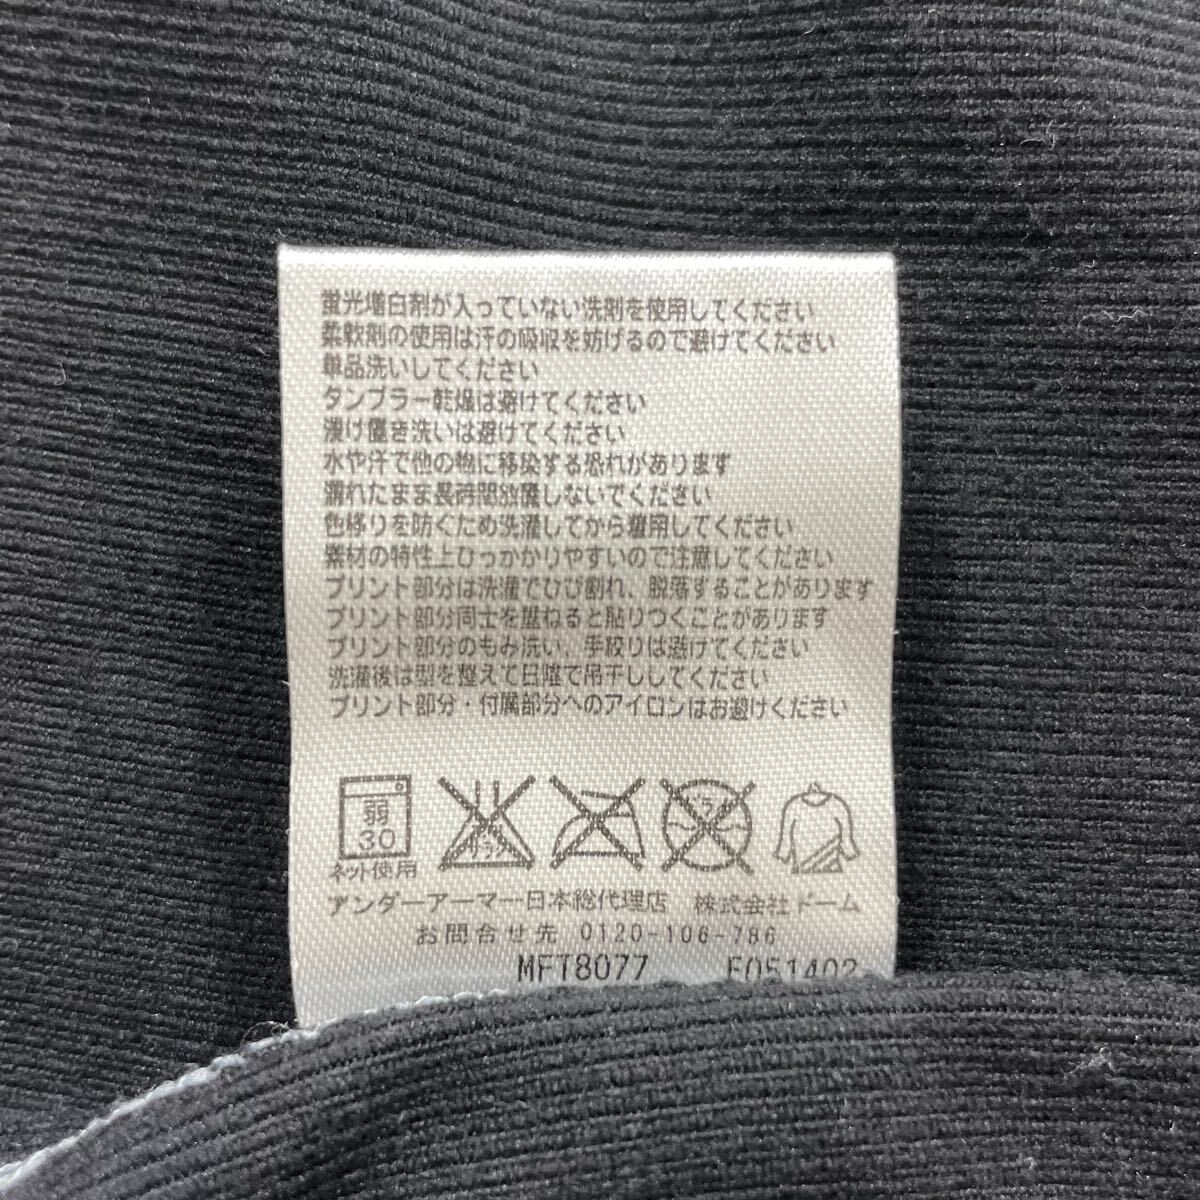 蛍光増白剤が入っていない洗剤を使用してください
柔軟剤の使用は汗の吸収を妨げるので避けてください
単品洗いしてください
タンブラー乾燥は避けてください
浸け置き洗いは避けてください
水や汗で他の物に移染する恐れがあります
濡れたまま長時間放置しないでください
色移りを防ぐため洗濯してから着用してください
素材の特性上ひっかかりやすいので注意してください
プリント部分は洗濯でひび割れ、脱落することがあります
プリント部分同士を重ねると貼りつくことがあります
プリント部分のもみ洗い、手絞りは避けてください
洗濯後は型を整えて日陰で吊干ししてください
プリント部分・付属部分へのアイロンはお避けください
弱 エンソ ドライ
30 サラシ
ネット使用
アンダーアーマー日本総代理店 株式会社ドーム
お問合せ先 0120-106-786
MFT8077 F051402